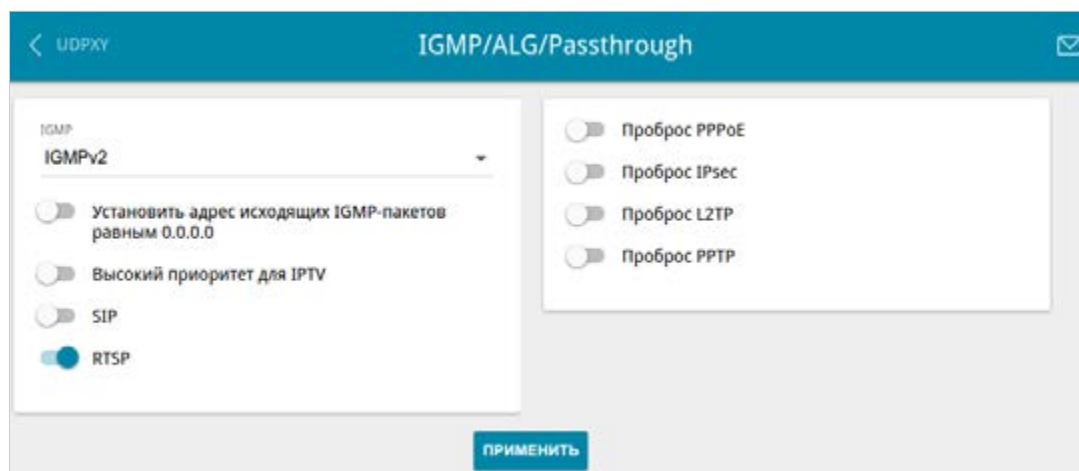 UDPXY
IGMP/ALG/Passthrough
IGMP
IGMPv2
Установить адрес исходящих IGMP-пакетов
равным 0.0.0.0
Высокий приоритет для IPTV
SIP
RTSP
Проброс PPPoE
Проброс IPsec
Проброс L2TP
Проброс PPTP
ПРИМЕНИТЬ